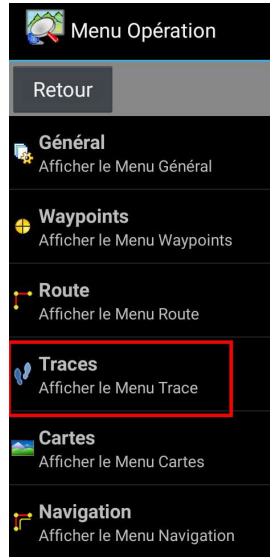 Menu Opération
Retour
Général
Afficher le Menu Général
Waypoints
Afficher le Menu Waypoints
Route
Afficher le Menu Route
Traces
Afficher le Menu Trace
Cartes
Afficher le Menu Cartes
Navigation
Afficher le Menu Navigation